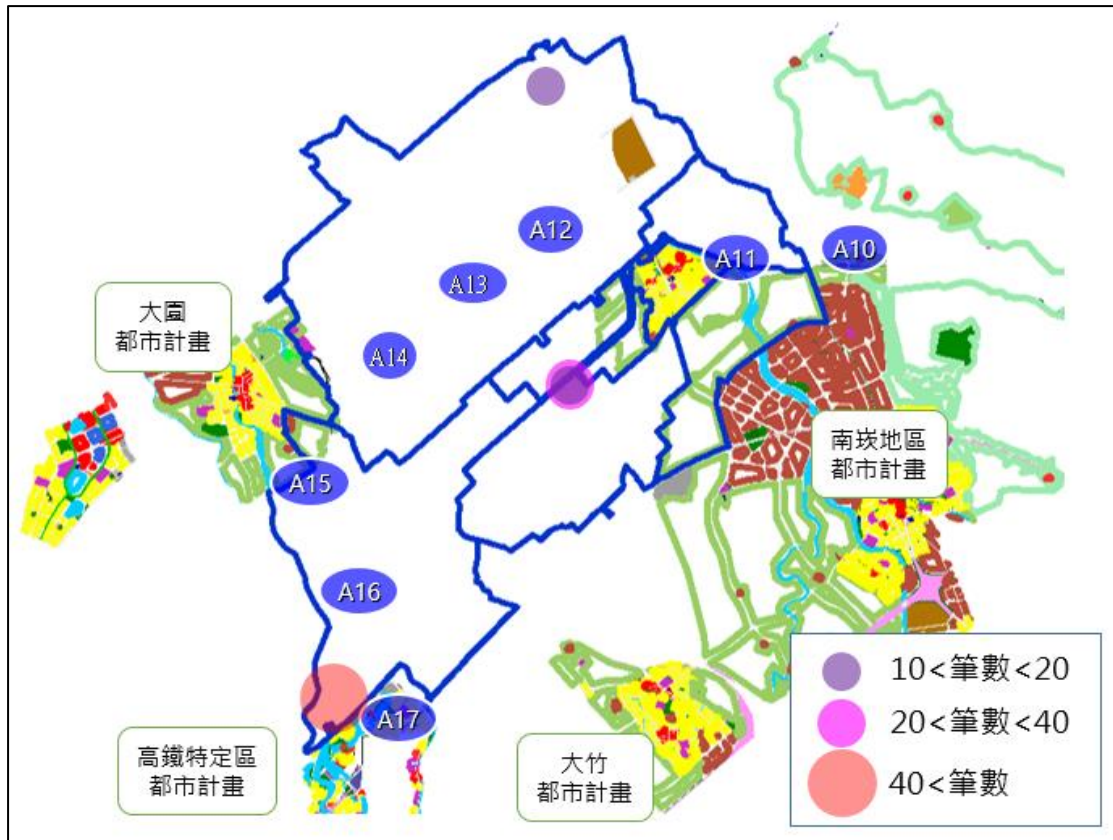 A12
A11
A10
A13
大園
都市計畫
A14
南崁地區
都市計畫
A15
A16
10<筆數<20
20<筆數<40
40<筆數
A17
高鐵特定區
都市計畫
大竹
都市計畫